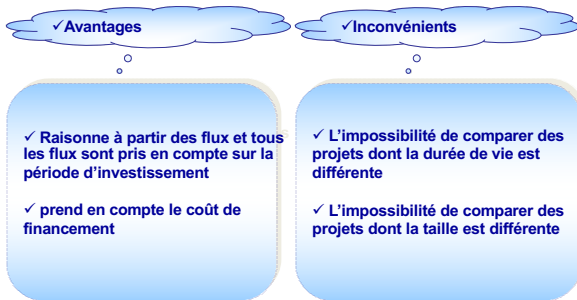 ✓Avantages
✓Inconvénients
✓ Raisonne à partir des flux et tous
les flux sont pris en compte sur la
période d'investissement
✓ prend en compte le coût de
financement
✓ L'impossibilité de comparer des
projets dont la durée de vie est
différente
✓ L'impossibilité de comparer des
projets dont la taille est différente